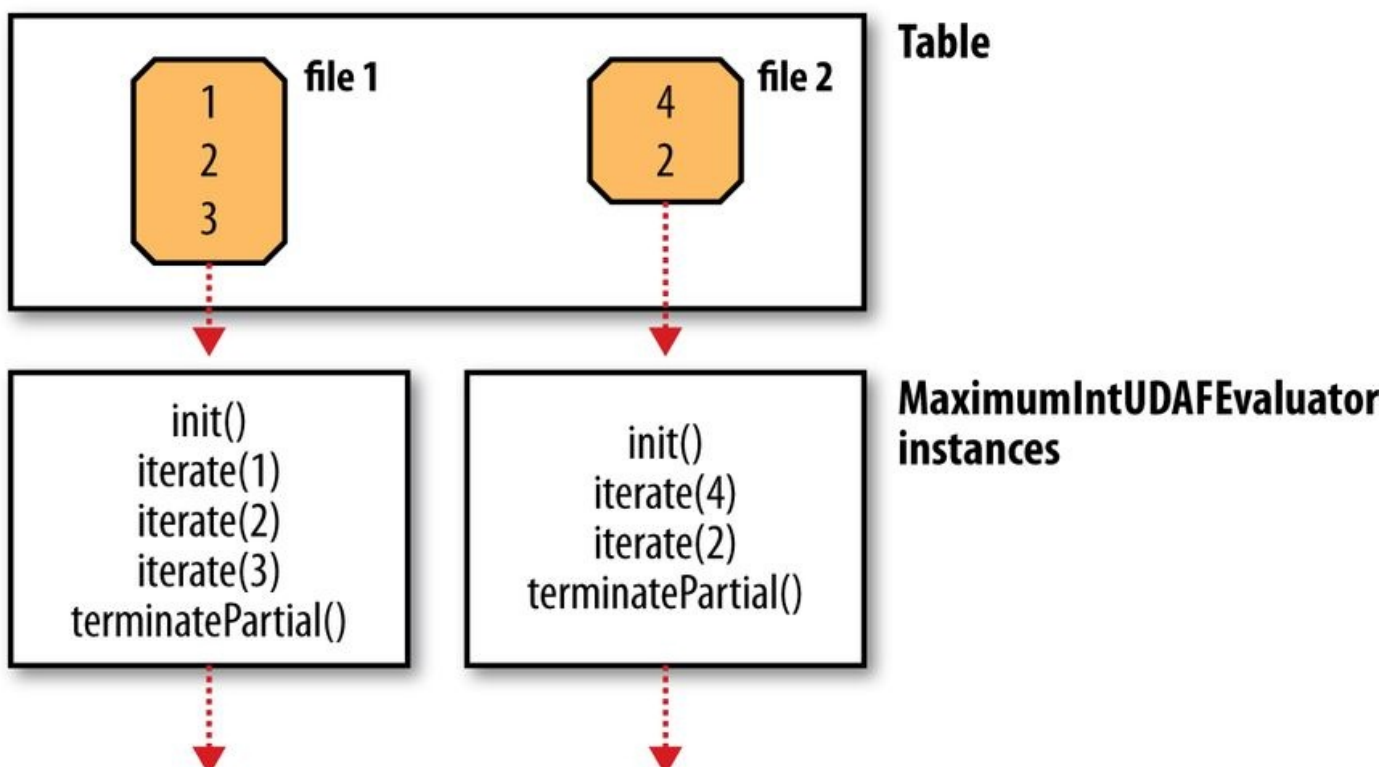 Table
file 1
1
2
3
file 2
4
2
MaximumIntUDAFEvaluator
instances
init()
iterate(1)
iterate(2)
iterate(3)
terminatePartial()
init()
iterate(4)
iterate(2)
terminatePartial()